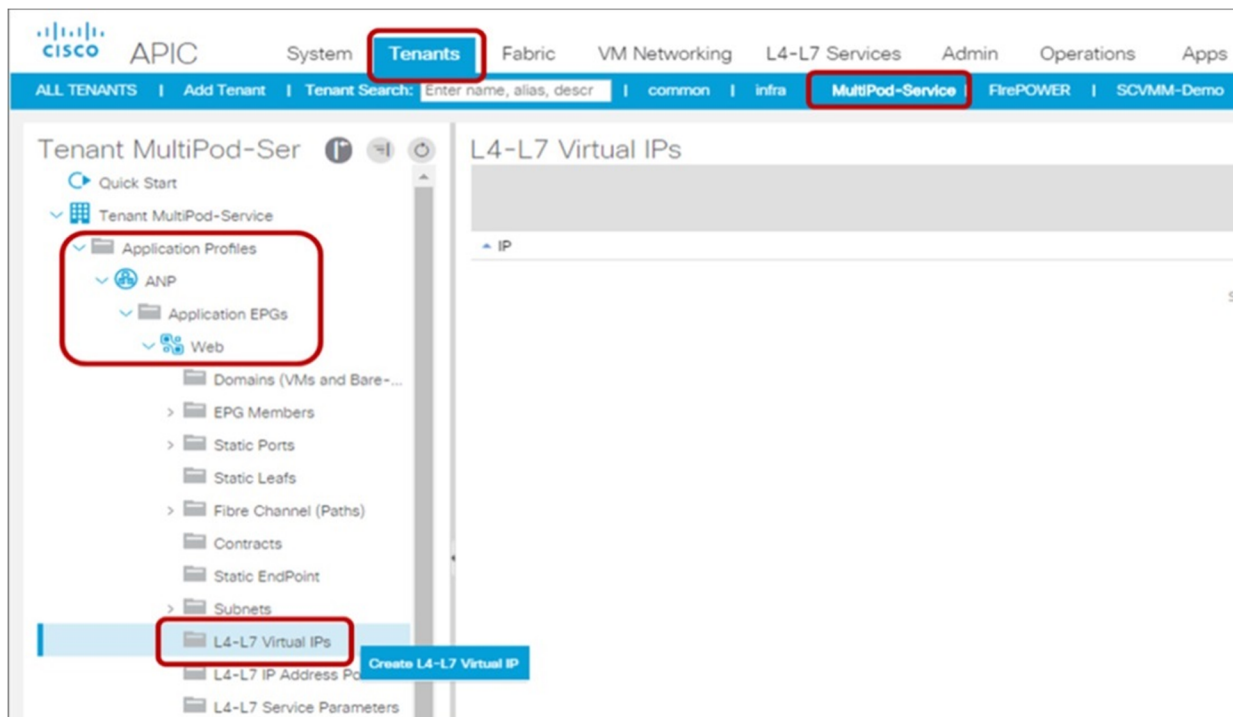 CISCO APIC System Tenants Fabric VM Networking L4-L7 Services Admin Operations Apps
ALL TENANTS | Add Tenant | Tenant Search: Enter name, alias, descr | common | infra MultiPod-Service | FIrePOWER | SCVMM-Demo
Tenant MultiPod-Ser
L4-L7 Virtual IPs
Quick Start
Tenant MultiPod-Service
Application Profiles
IP
ANP
Application EPGs
Web
Domains (VMs and Bare-...
EPG Members
Static Ports
Static Leafs
Fibre Channel (Paths)
Contracts
Static EndPoint
Subnets
L4-L7 Virtual IPs
Create L4-L7 Virtual IP
L4-L7 IP Address Po
L4-L7 Service Parameters